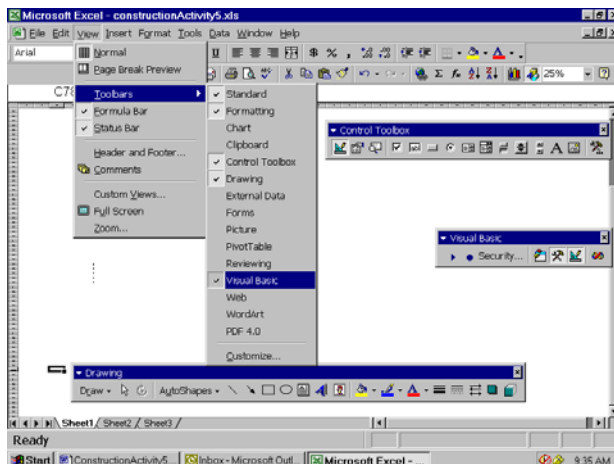 Microsoft Excel - constructionActivity5.xls
File Edit View Insert Format Tools Data Window Help
Arial
U $ % , 25%
Normal
Page Break Preview
Toolbars
Formula Bar
Status Bar
Header and Footer...
Comments
Custom Views...
Full Screen
Zoom...
C78
Standard
Formatting
Chart
Clipboard
Control Toolbox
Drawing
External Data
Forms
Picture
PivotTable
Reviewing
Visual Basic
Web
WordArt
PDF 4.0
Customize...
Control Toolbox
A
Visual Basic
Security...
Drawing
Draw AutoShapes
Sheet1 Sheet2 Sheet3
Ready
Start ConstructionActivity5 Inbox - Microsoft Outl... Microsoft Excel - ... 9:35 AM